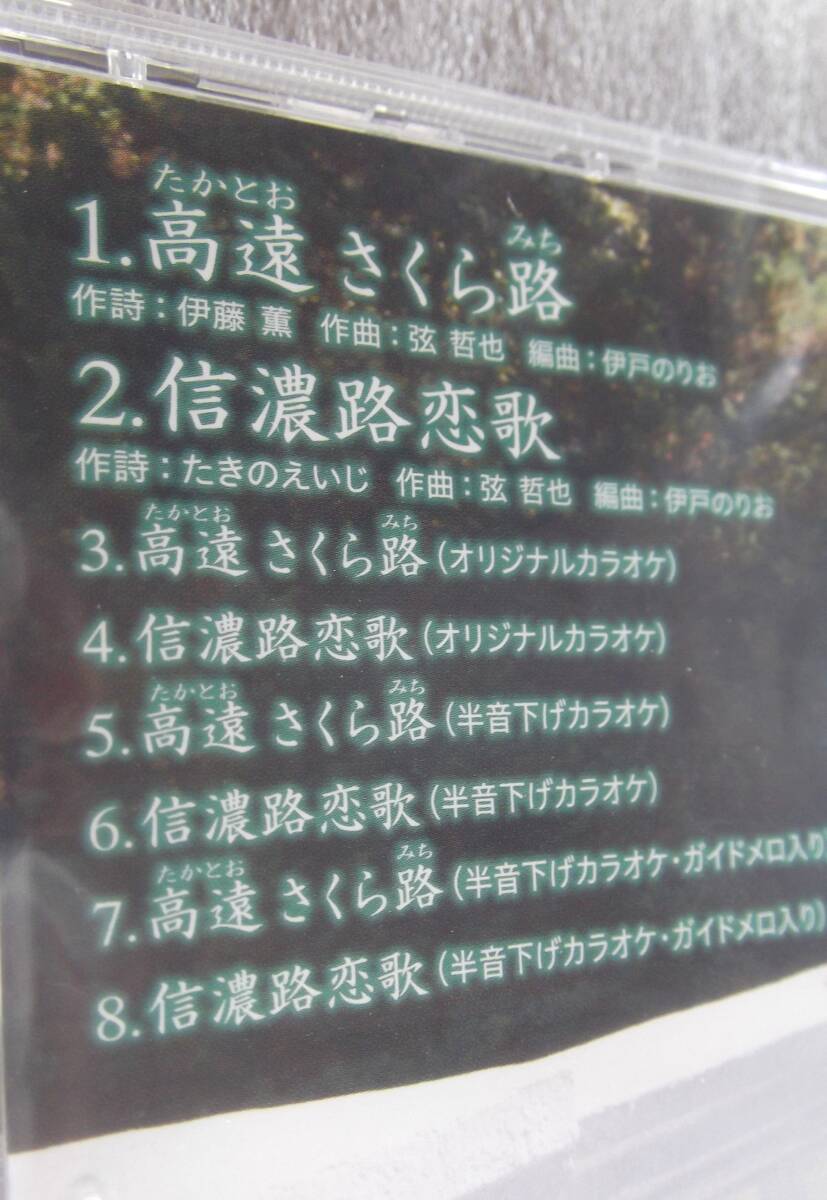 たかとお みち
1.高遠 さくら路
作詩：伊藤 薫 作曲：弦 哲也 編曲：伊戸のりお
2.信濃路恋歌
作詩：たきのえいじ 作曲：弦 哲也 編曲：伊戸のりお
たかとお みち
3.高遠 さくら路(オリジナルカラオケ)
4.信濃路恋歌(オリジナルカラオケ)
たかとお みち
5.高遠 さくら路(半音下げカラオケ)
6.信濃路恋歌(半音下げカラオケ)
たかとお みち
7.高遠 さくら路(半音下げカラオケ・ガイドメロ入り)
8.信濃路恋歌(半音下げカラオケ・ガイドメロ入り)